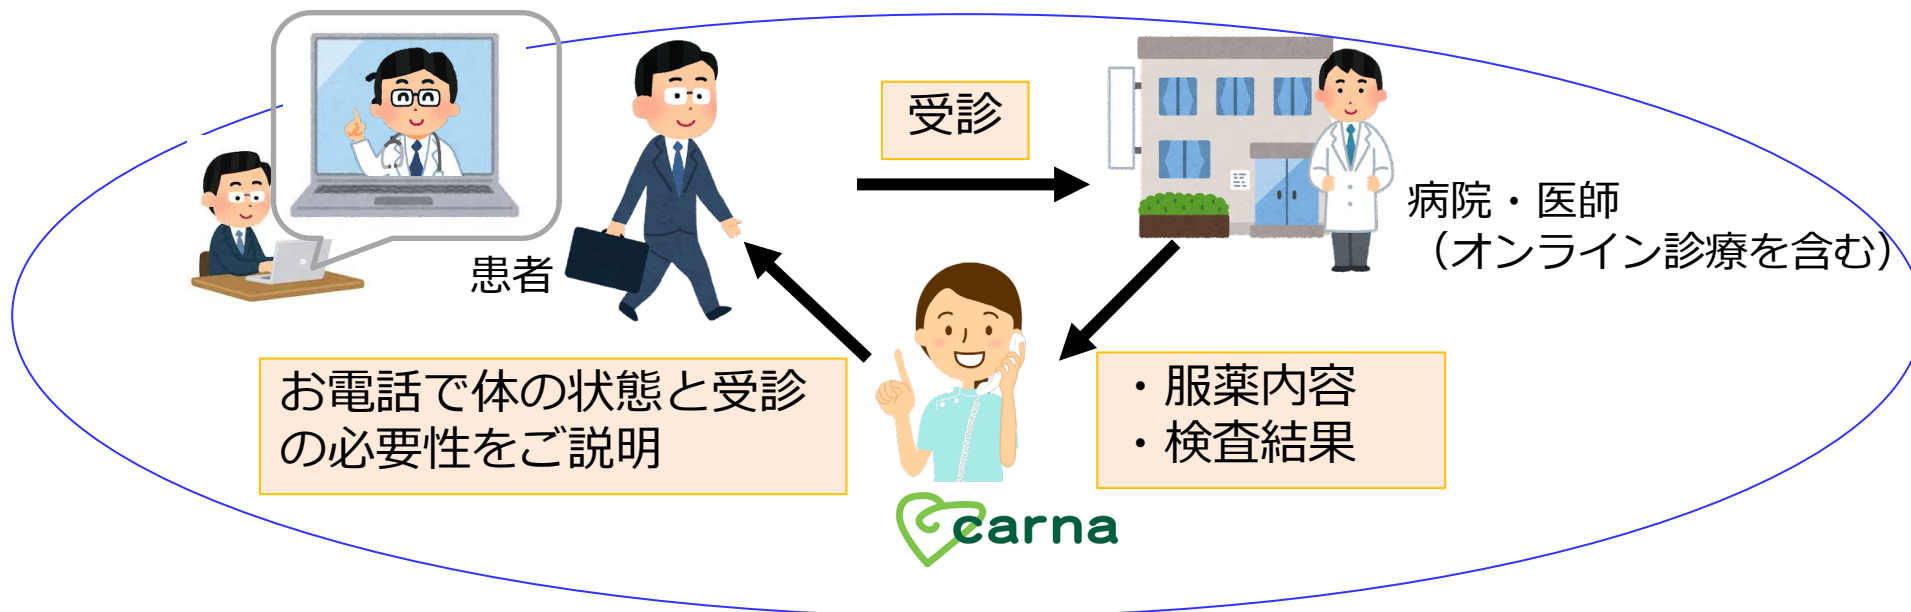 受診
病院・医師
（オンライン診療を含む）
患者
お電話で体の状態と受診
の必要性をご説明
・服薬内容
・検査結果
carna